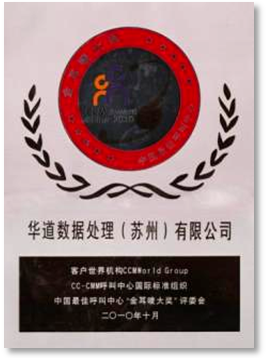 华道数据处理（苏州）有限公司
客户世界机构CCMWorld Group
CC-CMM呼叫中心国际标准组织
中国最佳呼叫中心“金耳唛大奖”评委会
二〇一〇年十月